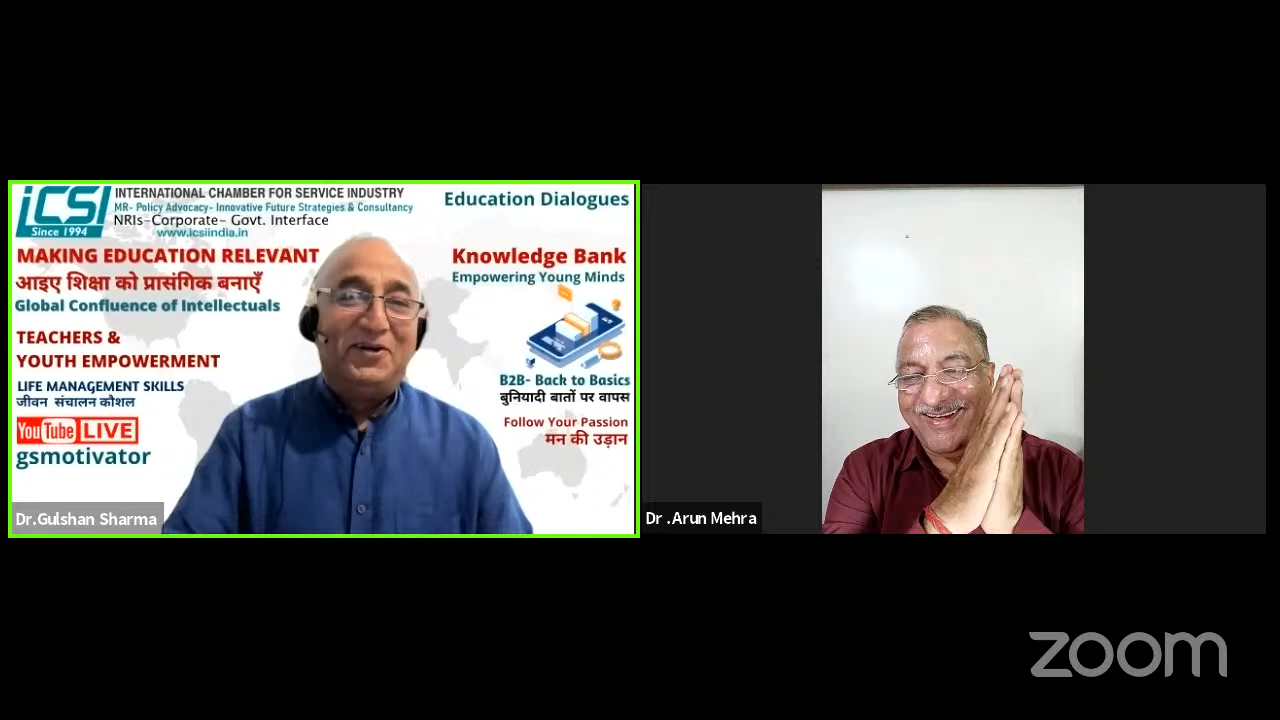 iCSI
Since 1994
INTERNATIONAL CHAMBER FOR SERVICE INDUSTRY
MR- Policy Advocacy- Innovative Future Strategies & Consultancy
NRIs-Corporate- Govt. Interface
www.icsiindia.in
MAKING EDUCATION RELEVANT
आइए शिक्षा को प्रासंगिक बनाएँ
Global Confluence of Intellectuals
TEACHERS &
YOUTH EMPOWERMENT
LIFE MANAGEMENT SKILLS
जीवन संचालन कौशल
YouTube LIVE
gsmotivator
Education Dialogues
Knowledge Bank
Empowering Young Minds
B2B- Back to Basics
बुनियादी बातों पर वापस
Follow Your Passion
मन की उड़ान
Dr.Gulshan Sharma
Dr .Arun Mehra
zoom